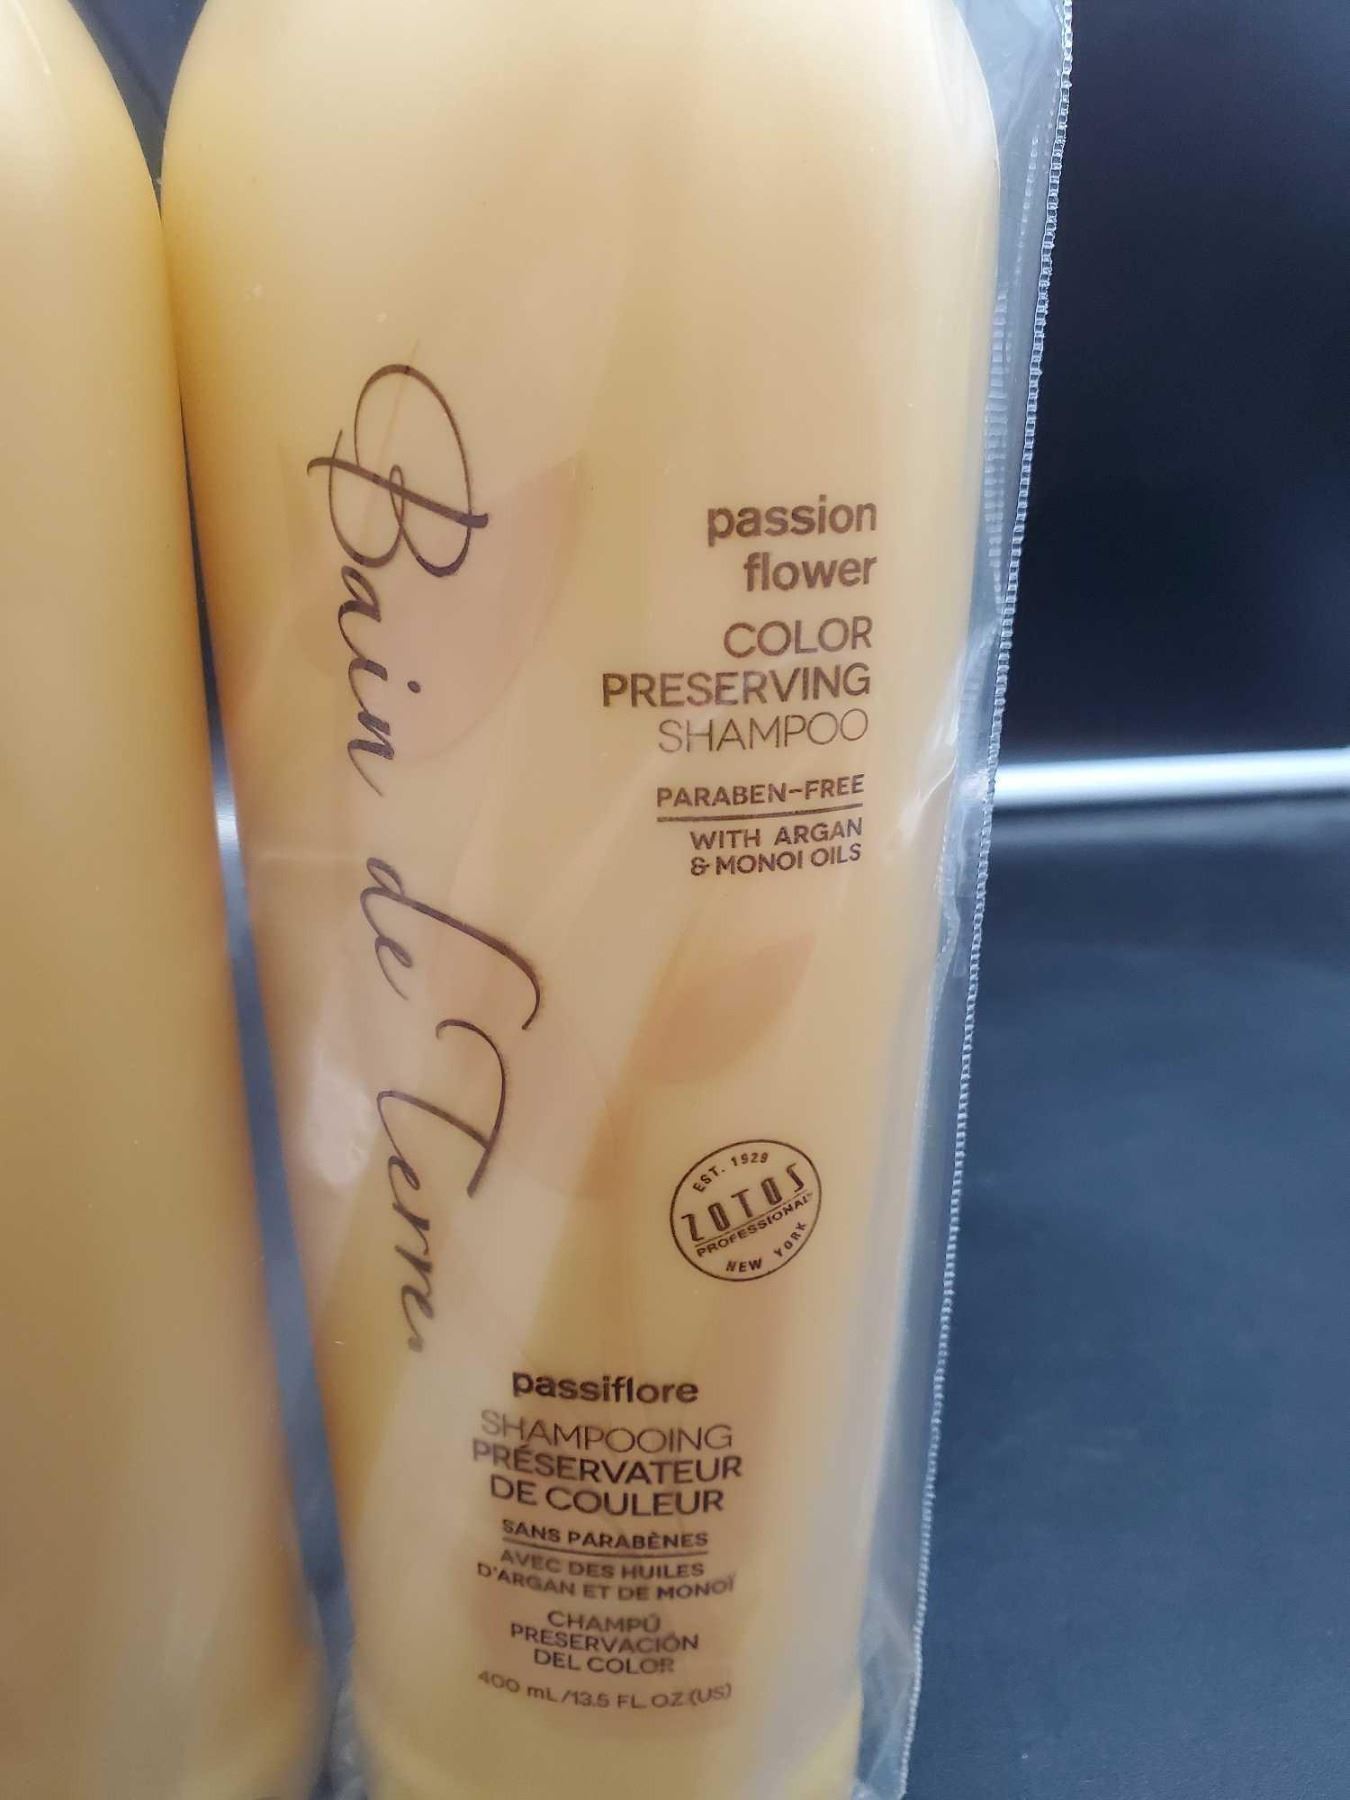 Bain de Terre
passion
flower
COLOR
PRESERVING
SHAMPOO
PARABEN-FREE
WITH ARGAN
& MONOI OILS
EST. 1929
ZOTOS
PROFESSIONAL
NEW YORK
passiflore
SHAMPOOING
PRÉSERVATEUR
DE COULEUR
SANS PARABÈNES
AVEC DES HUILES
D'ARGAN ET DE MONOÏ
CHAMPÚ
PRESERVACIÓN
DEL COLOR
400 mL/13.5 FL OZ (US)